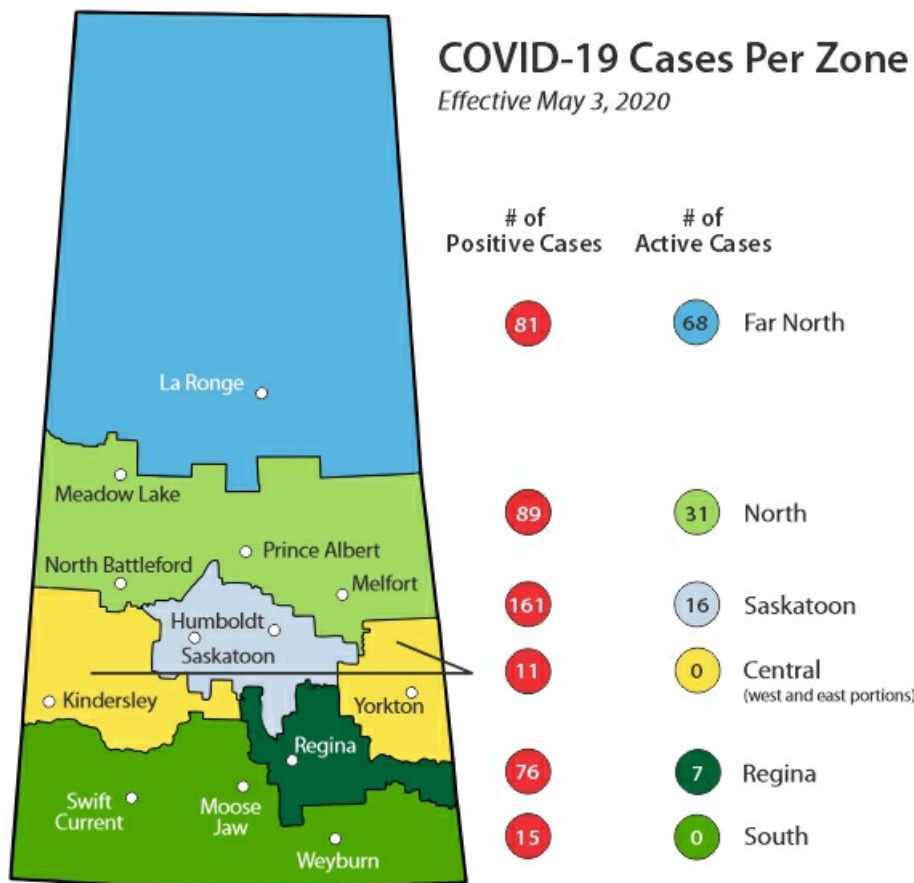 COVID-19 Cases Per Zone
Effective May 3, 2020
# of
Positive Cases
# of
Active Cases
81
68
Far North
La Ronge
Meadow Lake
89
31
North
Prince Albert
North Battleford
Melfort
161
16
Saskatoon
Humboldt
Saskatoon
11
0
Central
(west and east portions)
Kindersley
Yorkton
Regina
76
7
Regina
Swift
Current
Moose
Jaw
15
0
South
Weyburn